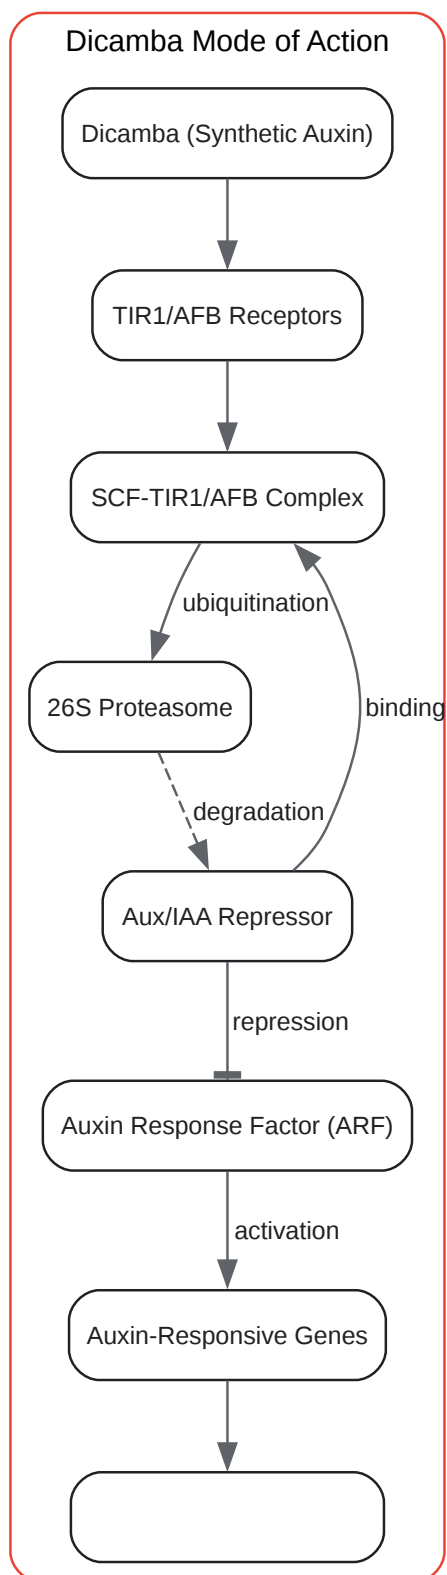 Dicamba Mode of Action
Dicamba (Synthetic Auxin)
TIR1/AFB Receptors
SCF-TIR1/AFB Complex
ubiquitination
26S Proteasome
binding
degradation
Aux/IAA Repressor
repression
Auxin Response Factor (ARF)
activation
Auxin-Responsive Genes